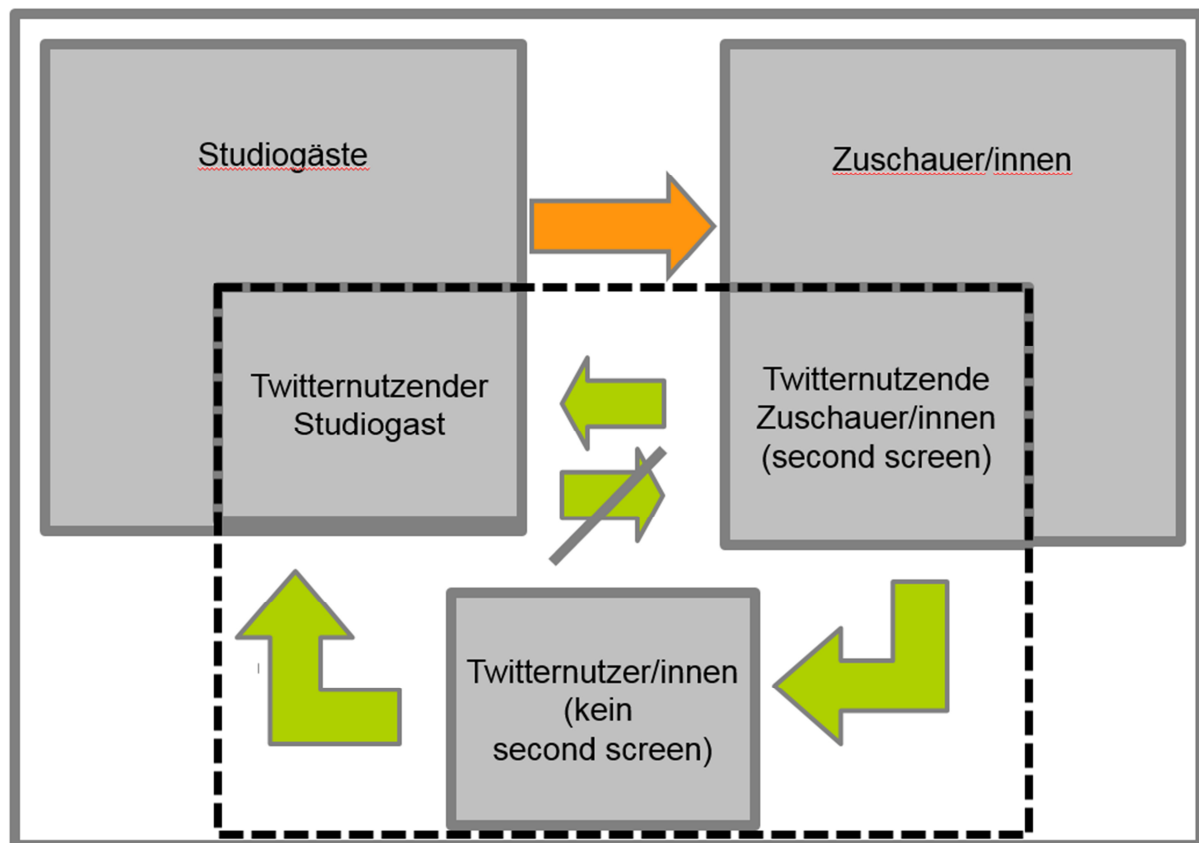 Studiogäste
Zuschauer/innen
Twitternutzender
Studiogast
Twitternutzende
Zuschauer/innen
(second screen)
Twitternutzer/innen
(kein
second screen)